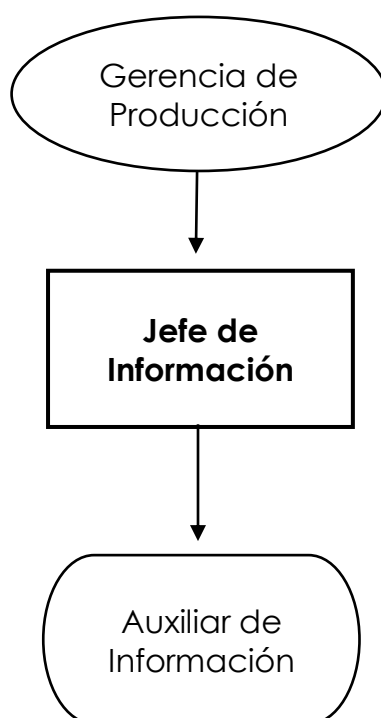 Gerencia de
Producción
Jefe de
Información
Auxiliar de
Información